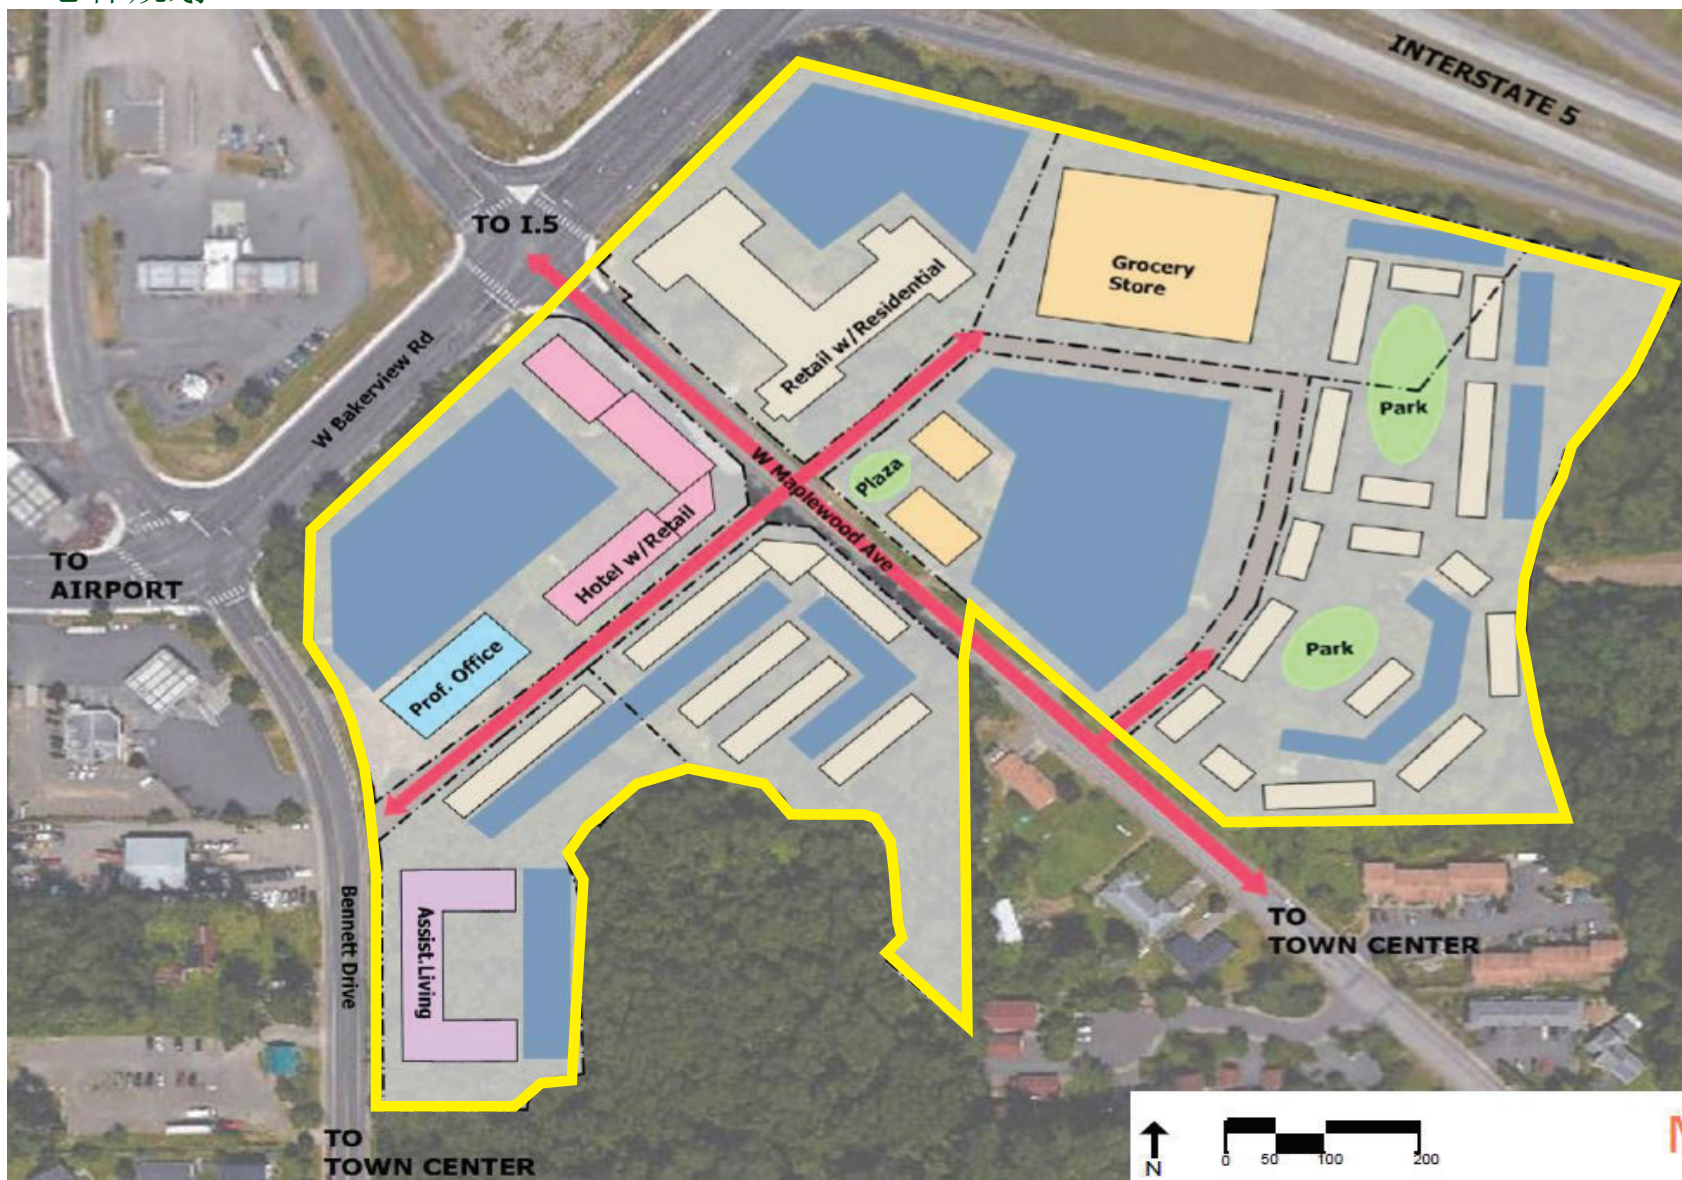 INTERSTATE 5
TO I.5
Grocery
Store
Retail w/Residential
W Bakerview Rd
Park
Plaza
W Maplewood Ave
Hotel w/Retail
TO
AIRPORT
Prof. Office
Park
Assist.Living
Bennett Drive
TO
TOWN CENTER
TO
TOWN CENTER
N
0 50 100 200